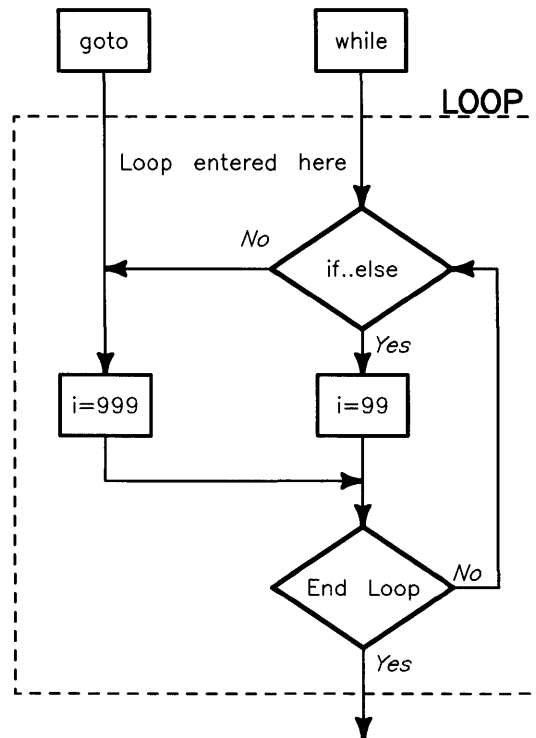 goto
while
LOOP
Loop entered here
No
if..else
Yes
i=999
i=99
End Loop
No
Yes